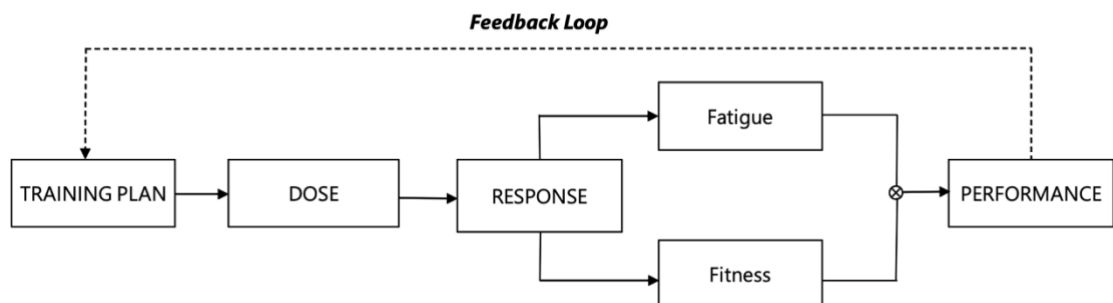 Feedback Loop
Fatigue
TRAINING PLAN
DOSE
RESPONSE
PERFORMANCE
Fitness